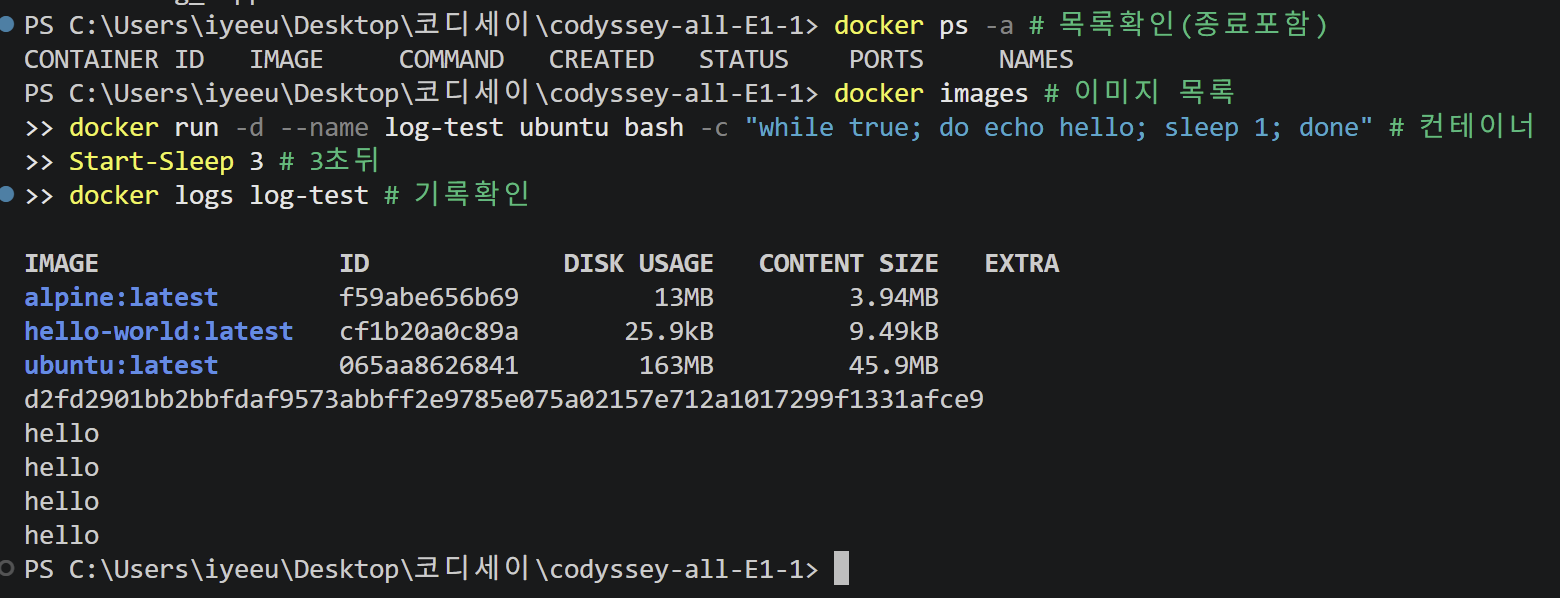 PS C:\Users\iyeeu\Desktop\코디세이\codyssey-all-E1-1> docker ps -a # 목록확인(종료포함)
CONTAINER ID   IMAGE     COMMAND   CREATED   STATUS    PORTS     NAMES
PS C:\Users\iyeeu\Desktop\코디세이\codyssey-all-E1-1> docker images # 이미지 목록
>> docker run -d --name log-test ubuntu bash -c "while true; do echo hello; sleep 1; done" # 컨테이너
>> Start-Sleep 3 # 3초뒤
>> docker logs log-test # 기록확인
IMAGE                ID             DISK USAGE   CONTENT SIZE   EXTRA
alpine:latest        f59abe656b69         13MB         3.94MB
hello-world:latest   cf1b20a0c89a       25.9kB         9.49kB
ubuntu:latest        065aa8626841        163MB         45.9MB
d2fd2901bb2bbfdaf9573abbff2e9785e075a02157e712a1017299f1331afce9
hello
hello
hello
hello
PS C:\Users\iyeeu\Desktop\코디세이\codyssey-all-E1-1>